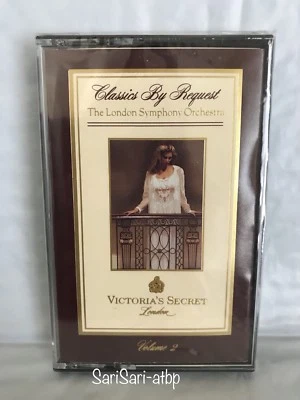 Classics By Request
The London Symphony Orchestra
VICTORIA'S SECRET
London
Volume 2
SariSari-atbp